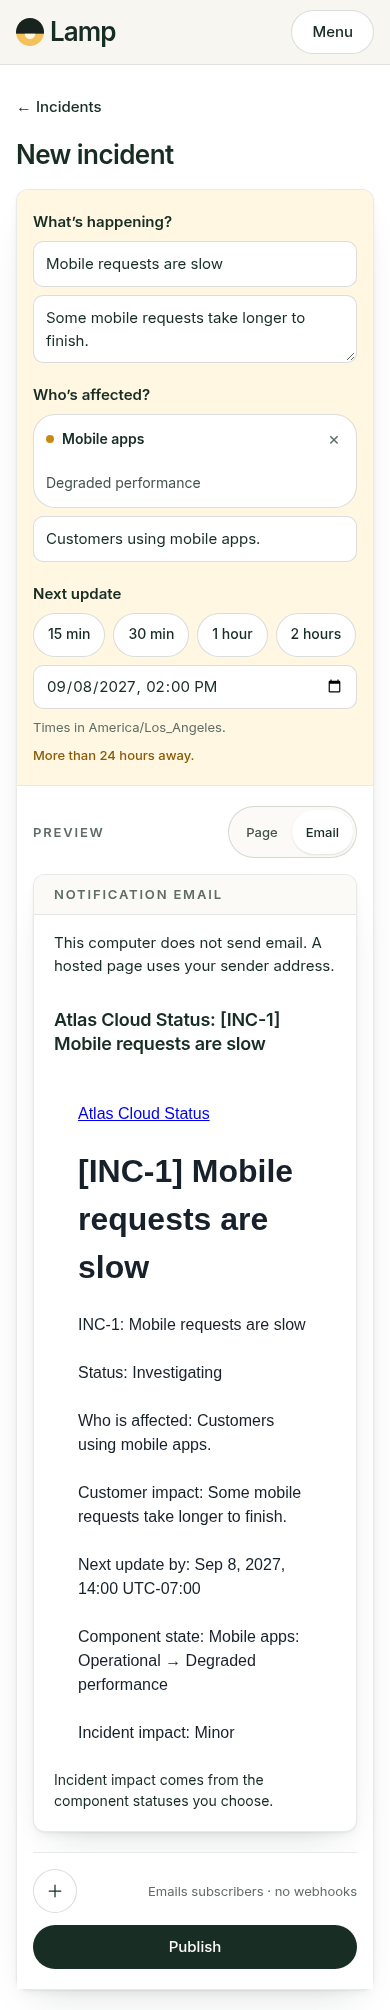 Lamp
Menu
← Incidents
New incident
What’s happening?
Mobile requests are slow
Some mobile requests take longer to
finish.
Who’s affected?
Mobile apps ×
Degraded performance
Customers using mobile apps.
Next update
15 min 30 min 1 hour 2 hours
09/08/2027, 02:00 PM
Times in America/Los_Angeles.
More than 24 hours away.
PREVIEW Page Email
NOTIFICATION EMAIL
This computer does not send email. A
hosted page uses your sender address.
Atlas Cloud Status: [INC-1]
Mobile requests are slow
Atlas Cloud Status
[INC-1] Mobile
requests are
slow
INC-1: Mobile requests are slow
Status: Investigating
Who is affected: Customers
using mobile apps.
Customer impact: Some mobile
requests take longer to finish.
Next update by: Sep 8, 2027,
14:00 UTC-07:00
Component state: Mobile apps:
Operational → Degraded
performance
Incident impact: Minor
Incident impact comes from the
component statuses you choose.
+ Emails subscribers · no webhooks
Publish